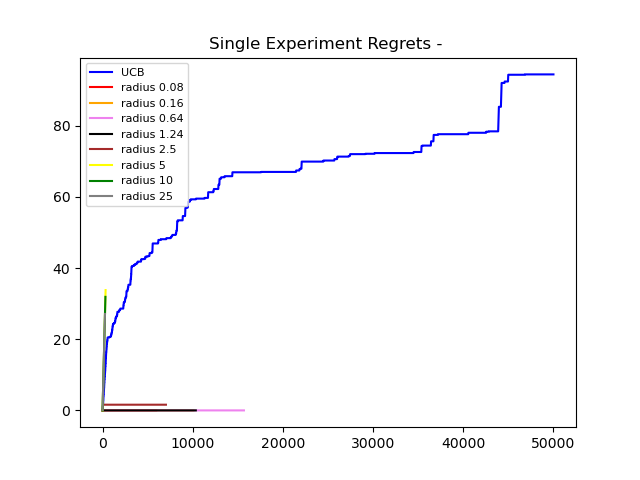 Single Experiment Regrets -
UCB
radius 0.08
radius 0.16
radius 0.64
radius 1.24
radius 2.5
radius 5
radius 10
radius 25
80
60
40
20
0
0 10000 20000 30000 40000 50000